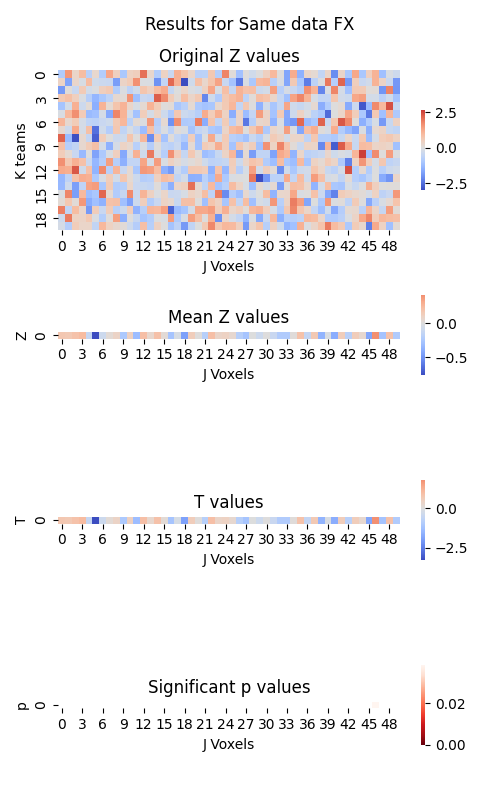 Results for Same data FX
Original Z values
K teams
0
3
6
9
12
15
18
0 3 6 9 12 15 18 21 24 27 30 33 36 39 42 45 48
J Voxels
2.5
0.0
−2.5
Mean Z values
Z
0
0 3 6 9 12 15 18 21 24 27 30 33 36 39 42 45 48
J Voxels
0.0
−0.5
T values
T
0
0 3 6 9 12 15 18 21 24 27 30 33 36 39 42 45 48
J Voxels
0.0
−2.5
Significant p values
p
0
0 3 6 9 12 15 18 21 24 27 30 33 36 39 42 45 48
J Voxels
0.02
0.00